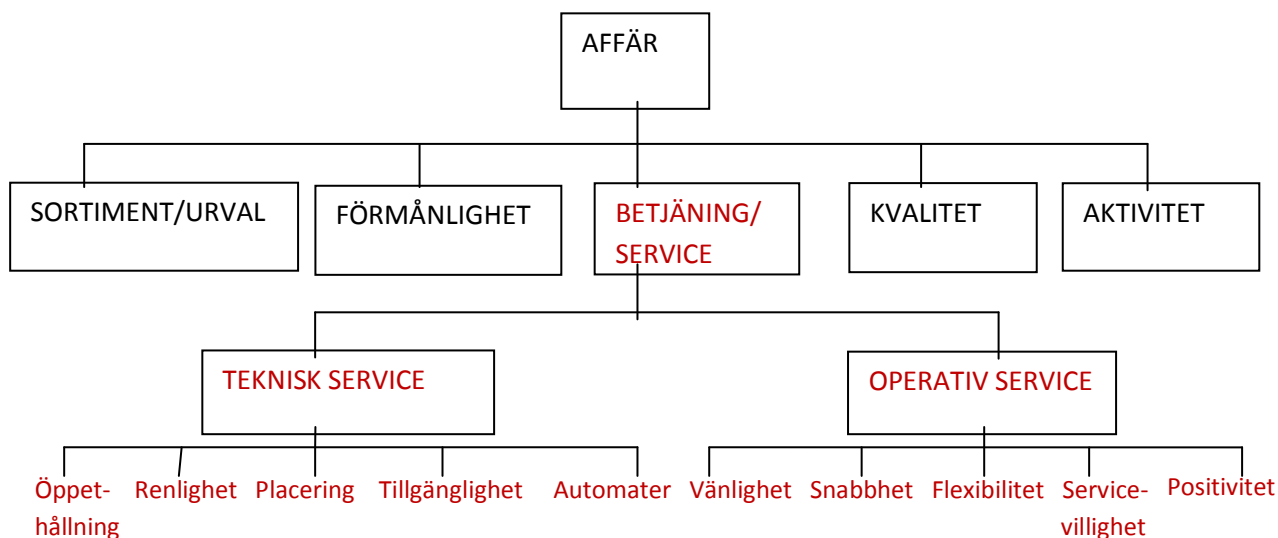 AFFÄR
SORTIMENT/URVAL
FÖRMÅNLIGHET
BETJÄNING/
SERVICE
KVALITET
AKTIVITET
TEKNISK SERVICE
OPERATIV SERVICE
Öppet-
hållning
Renlighet
Placering
Tillgänglighet
Automater
Vänlighet
Snabbhet
Flexibilitet
Service-
villighet
Positivitet